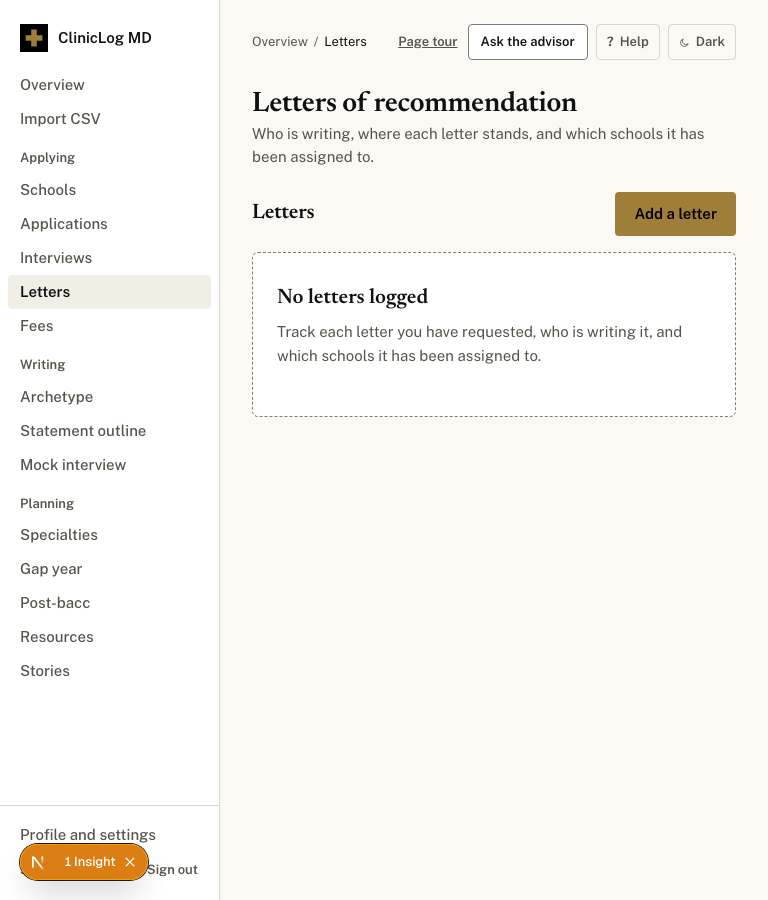 ClinicLog MD
Overview
Import CSV
Applying
Schools
Applications
Interviews
Letters
Fees
Writing
Archetype
Statement outline
Mock interview
Planning
Specialties
Gap year
Post-bacc
Resources
Stories
Profile and settings
1 Insight
Sign out
Overview / Letters
Page tour
Ask the advisor
? Help
Dark
Letters of recommendation
Who is writing, where each letter stands, and which schools it has
been assigned to.
Letters
Add a letter
No letters logged
Track each letter you have requested, who is writing it, and
which schools it has been assigned to.